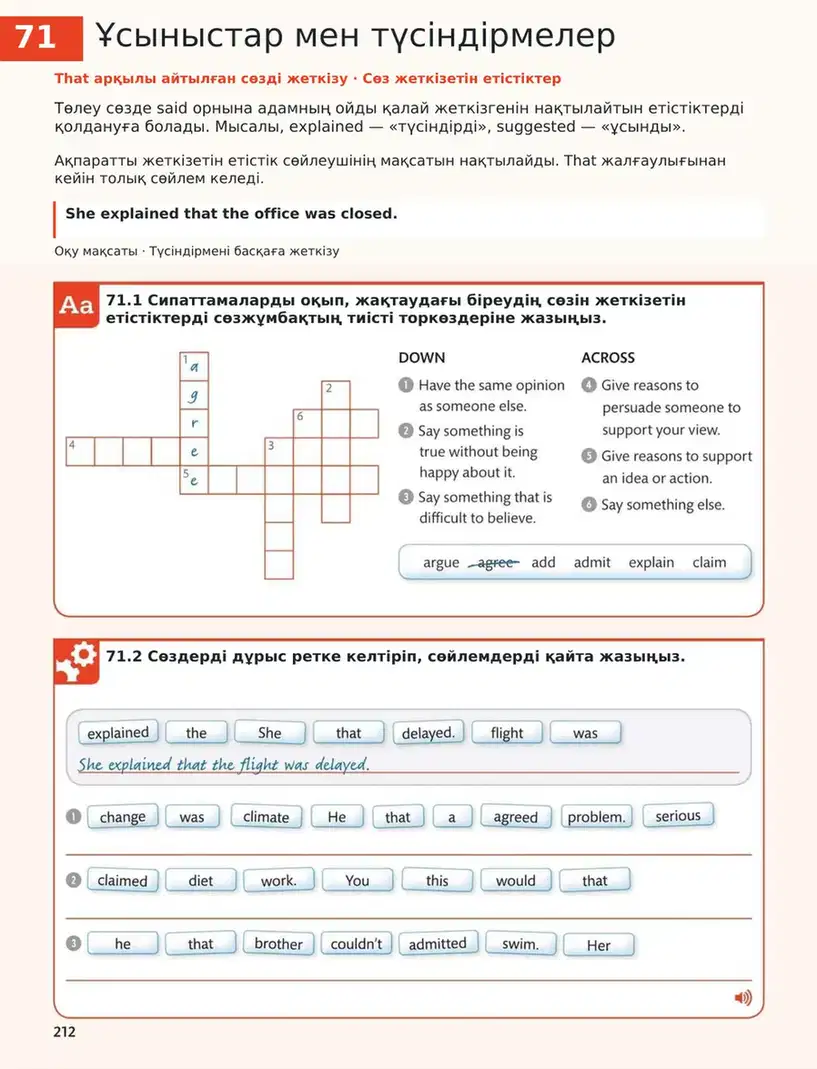 71 Ұсыныстар мен түсіндірмелер
That арқылы айтылған сөзді жеткізу · Сөз жеткізетін етістіктер
Төлеу сөзде said орнына адамның ойды қалай жеткізгенін нақтылайтын етістіктерді
қолдануға болады. Мысалы, explained — «түсіндірді», suggested — «ұсынды».
Ақпаратты жеткізетін етістік сөйлеушінің мақсатын нақтылайды. That жалғаулығынан
кейін толық сөйлем келеді.
She explained that the office was closed.
Оқу мақсаты · Түсіндірмені басқаға жеткізу
Aa 71.1 Сипаттамаларды оқып, жақтаудағы біреудің сөзін жеткізетін
етістіктерді сөзжұмбақтың тиісті торкөздеріне жазыңыз.
1 a
g
r
4 e
5 e
2
6
3
DOWN
1 Have the same opinion
as someone else.
2 Say something is
true without being
happy about it.
3 Say something that is
difficult to believe.
ACROSS
4 Give reasons to
persuade someone to
support your view.
5 Give reasons to support
an idea or action.
6 Say something else.
argue agree add admit explain claim
71.2 Сөздерді дұрыс ретке келтіріп, сөйлемдерді қайта жазыңыз.
explained the She that delayed. flight was
She explained that the flight was delayed.
1 change was climate He that a agreed problem. serious
2 claimed diet work. You this would that
3 he that brother couldn't admitted swim. Her
212